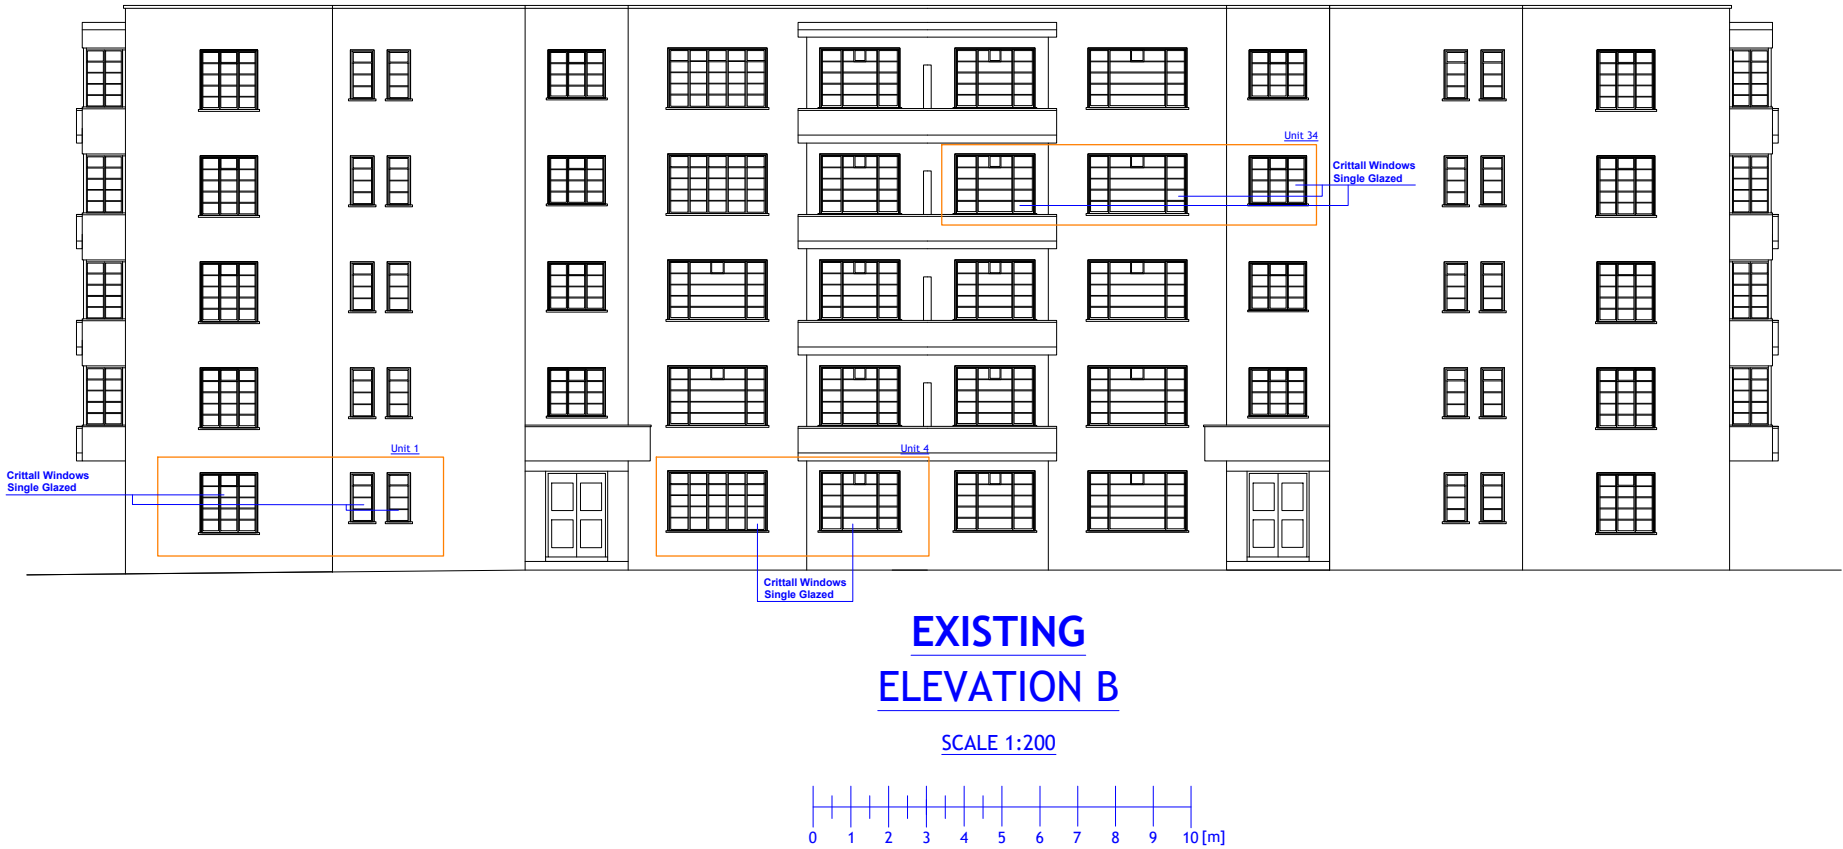 Unit 34
Crittall Windows
Single Glazed
Unit 1
Unit 4
Crittall Windows
Single Glazed
Crittall Windows
Single Glazed
EXISTING
ELEVATION B
SCALE 1:200
0 1 2 3 4 5 6 7 8 9 10 [m]